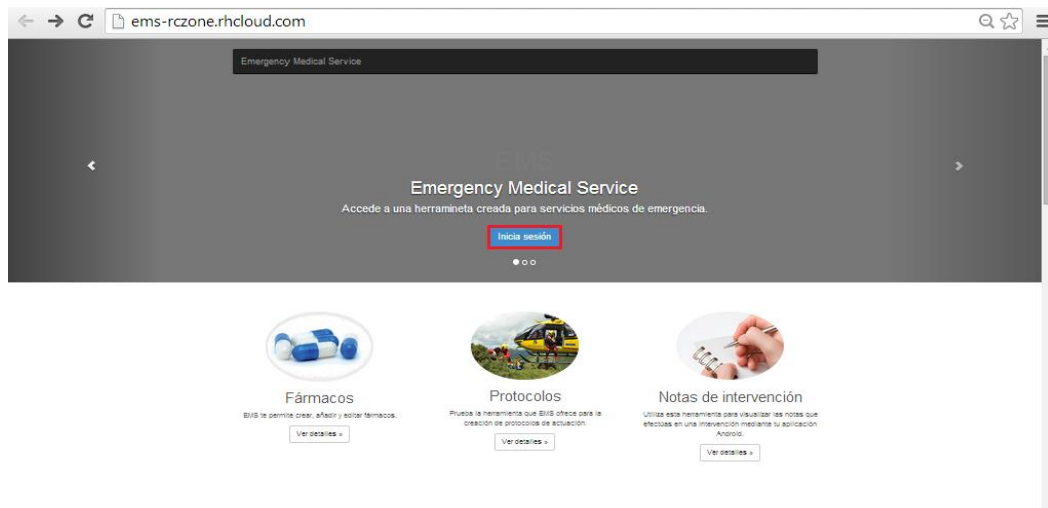 ems-rczone.rhcloud.com
Emergency Medical Service
EMS
Emergency Medical Service
Accede a una herramineta creada para servicios médicos de emergencia.
Inicia sesión
Fármacos
EMS te permite crear, añadir y editar fármacos.
Ver detalles »
Protocolos
Prueba la herramienta que EMS ofrece para la
creación de protocolos de actuación.
Ver detalles »
Notas de intervención
Utiliza esta herramienta para visualizar las notas que
efectúas en una intervención mediante tu aplicación
Android.
Ver detalles »